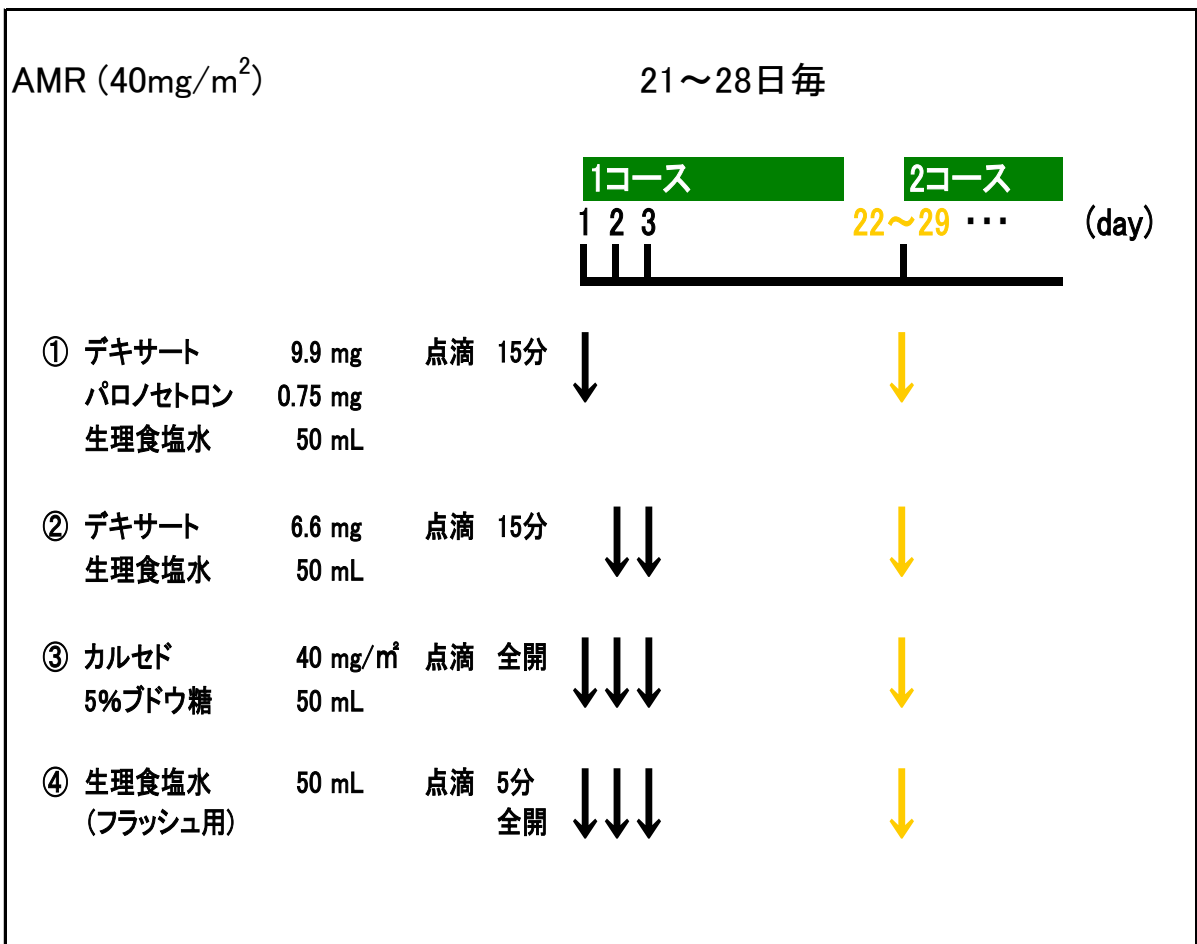 AMR (40mg/m²) 21～28日毎
1コース 2コース
1 2 3 22～29 ･･･ (day)
① デキサート 9.9 mg 点滴 15分
パロノセトロン 0.75 mg
生理食塩水 50 mL
② デキサート 6.6 mg 点滴 15分
生理食塩水 50 mL
③ カルセド 40 mg/㎡ 点滴 全開
5%ブドウ糖 50 mL
④ 生理食塩水 50 mL 点滴 5分
(フラッシュ用) 全開